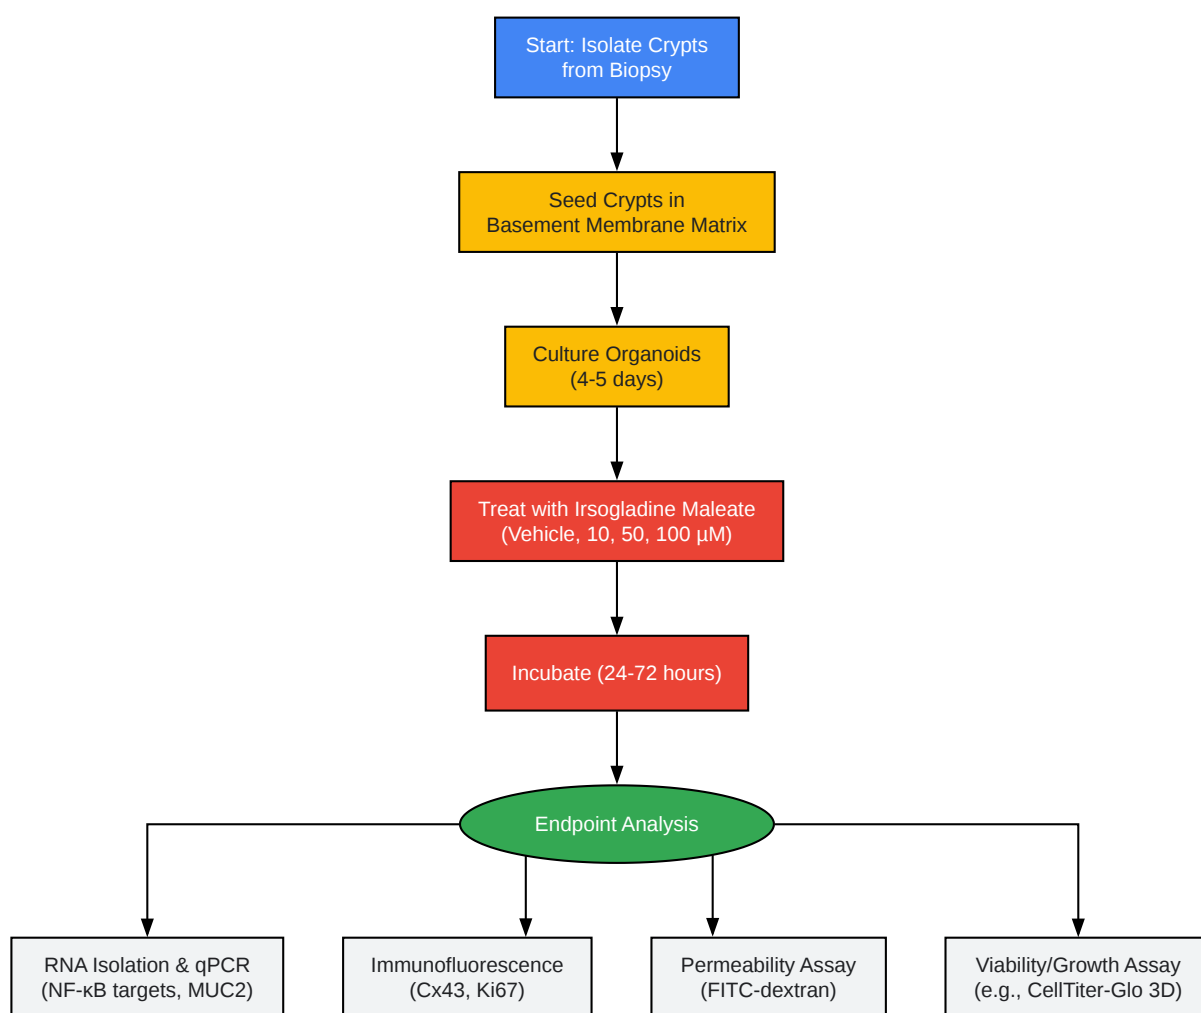 Start: Isolate Crypts
from Biopsy
Seed Crypts in
Basement Membrane Matrix
Culture Organoids
(4-5 days)
Treat with Irsogladine Maleate
(Vehicle, 10, 50, 100 µM)
Incubate (24-72 hours)
Endpoint Analysis
RNA Isolation & qPCR
(NF-κB targets, MUC2)
Immunofluorescence
(Cx43, Ki67)
Permeability Assay
(FITC-dextran)
Viability/Growth Assay
(e.g., CellTiter-Glo 3D)